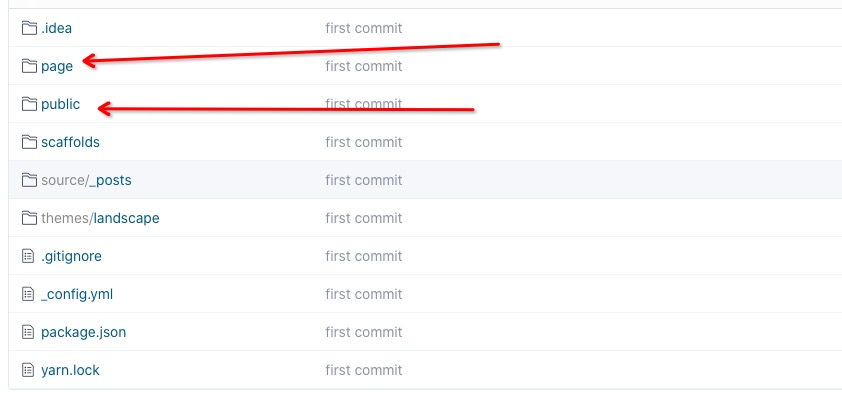 .idea first commit
page first commit
public first commit
scaffolds first commit
source/_posts first commit
themes/landscape first commit
.gitignore first commit
_config.yml first commit
package.json first commit
yarn.lock first commit